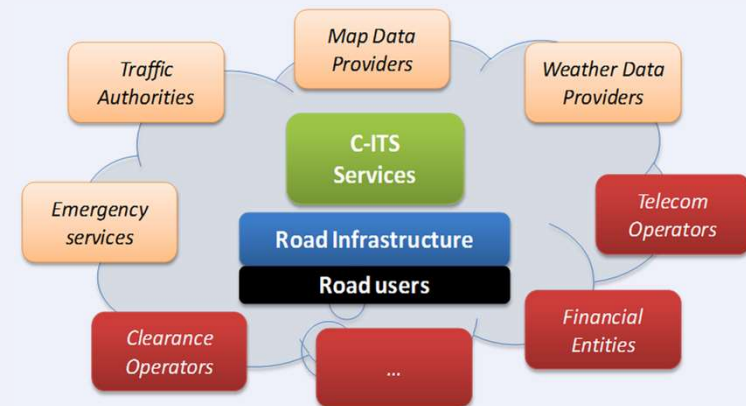 Map Data
Providers
Traffic
Authorities
Weather Data
Providers
C-ITS
Services
Emergency
services
Telecom
Operators
Road Infrastructure
Road users
Clearance
Operators
...
Financial
Entities